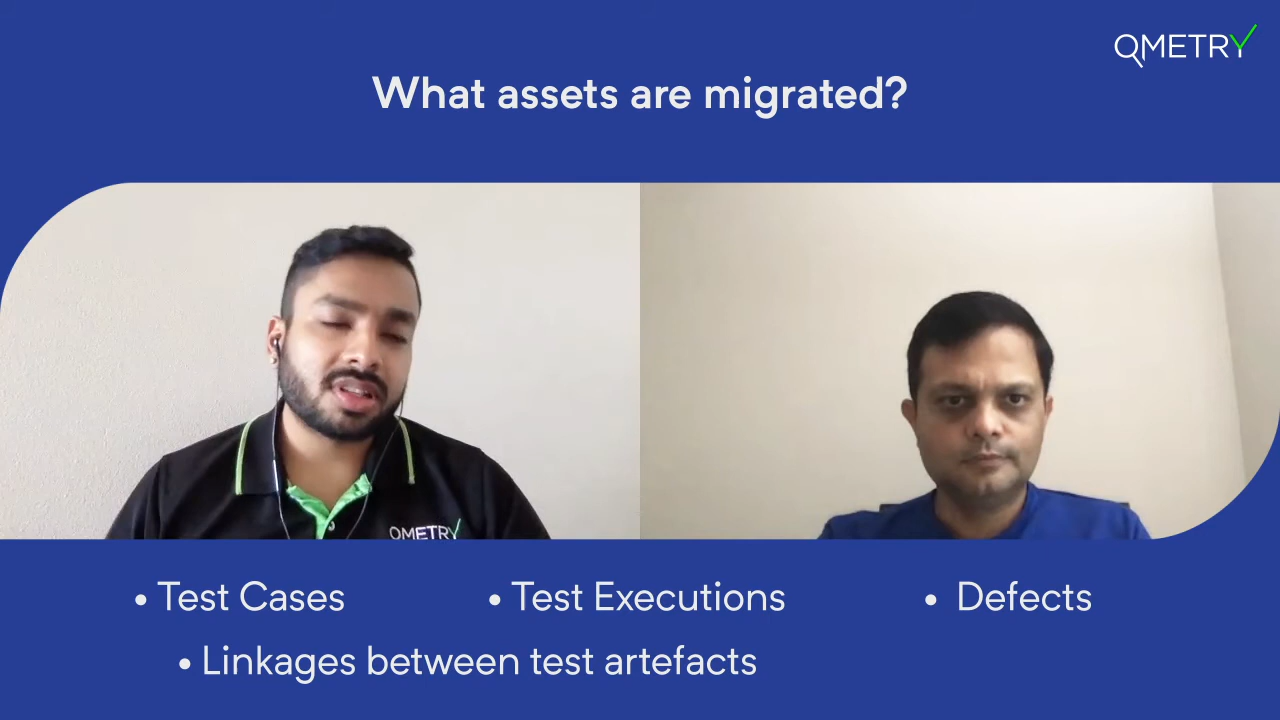 QMETRY
What assets are migrated?
QMETRY
• Test Cases • Test Executions • Defects
• Linkages between test artefacts